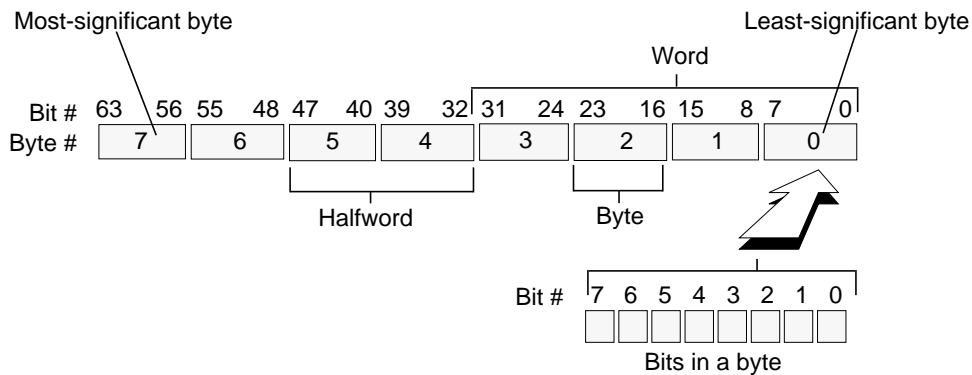 Most-significant byte Least-significant byte
Word
Bit # 63 56 55 48 47 40 39 32 31 24 23 16 15 8 7 0
Byte # 7 6 5 4 3 2 1 0
Halfword Byte
Bit # 7 6 5 4 3 2 1 0
Bits in a byte